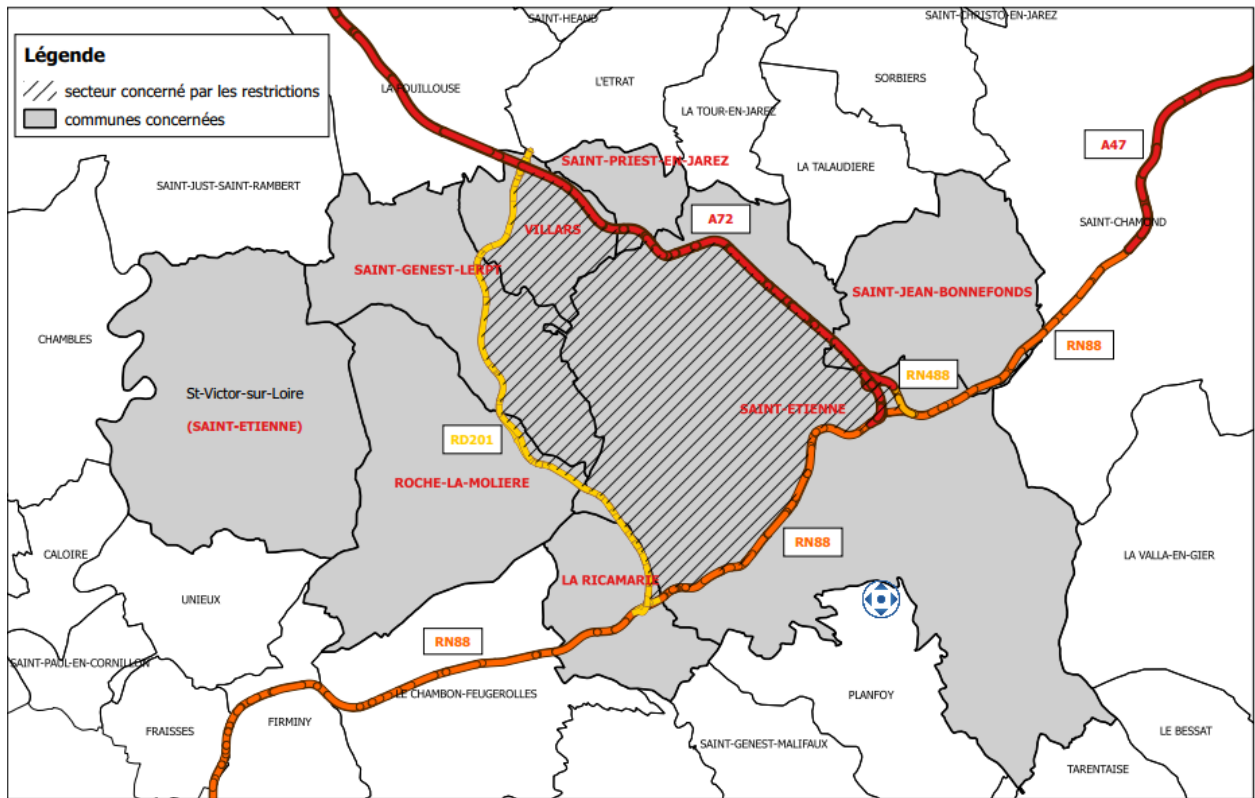 SAINT-HEAND
SAINT-CHRISTO-EN-JAREZ
Légende
secteur concerné par les restrictions
communes concernées
LA FOUILLOUSE
L'ETRAT
SORBIERS
LA TOUR-EN-JAREZ
A47
SAINT-PRIEST-EN-JAREZ
LA TALAUDIERE
SAINT-JUST-SAINT-RAMBERT
A72
SAINT-CHAMOND
VILLARS
SAINT-GENEST-LERPT
SAINT-JEAN-BONNEFONDS
CHAMBLES
RN88
RN488
St-Victor-sur-Loire
(SAINT-ETIENNE)
SAINT-ETIENNE
RD201
ROCHE-LA-MOLIERE
RN88
CALOIRE
LA VALLA-EN-GIER
LA RICAMARIE
UNIEUX
RN88
SAINT-PAUL-EN-CORNILLON
LE CHAMBON-FEUGEROLLES
PLANFOY
FIRMINY
FRAISSES
LE BESSAT
SAINT-GENEST-MALIFAUX
TARENTAISE